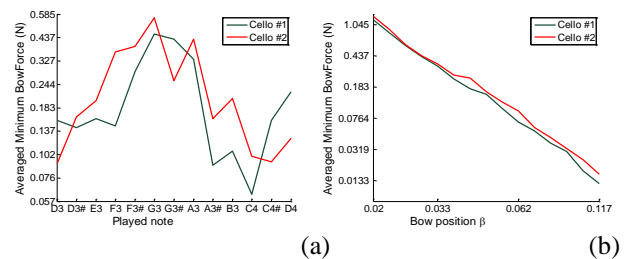 Averaged Minimum BowForce (N)
0.585
0.437
0.327
0.244
0.183
0.137
0.102
0.076
0.057
D3 D3# E3 F3 F3# G3 G3# A3 A3# B3 C4 C4# D4
Played note
Cello #1
Cello #2
(a)
Averaged Minimum BowForce (N)
1.045
0.437
0.183
0.0764
0.0319
0.0133
0.02 0.033 0.062 0.117
Bow position β
Cello #1
Cello #2
(b)